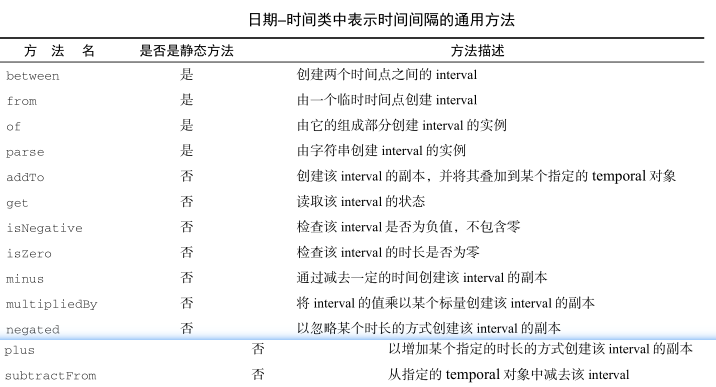 日期–时间类中表示时间间隔的通用方法
方 法 名 是否是静态方法 方法描述
between 是 创建两个时间点之间的 interval
from 是 由一个临时时间点创建 interval
of 是 由它的组成部分创建 interval 的实例
parse 是 由字符串创建 interval 的实例
addTo 否 创建该 interval 的副本，并将其叠加到某个指定的 temporal 对象
get 否 读取该 interval 的状态
isNegative 否 检查该 interval 是否为负值，不包含零
isZero 否 检查该 interval 的时长是否为零
minus 否 通过减去一定的时间创建该 interval 的副本
multipliedBy 否 将 interval 的值乘以某个标量创建该 interval 的副本
negated 否 以忽略某个时长的方式创建该 interval 的副本
plus 否 以增加某个指定的时长的方式创建该 interval 的副本
subtractFrom 否 从指定的 temporal 对象中减去该 interval